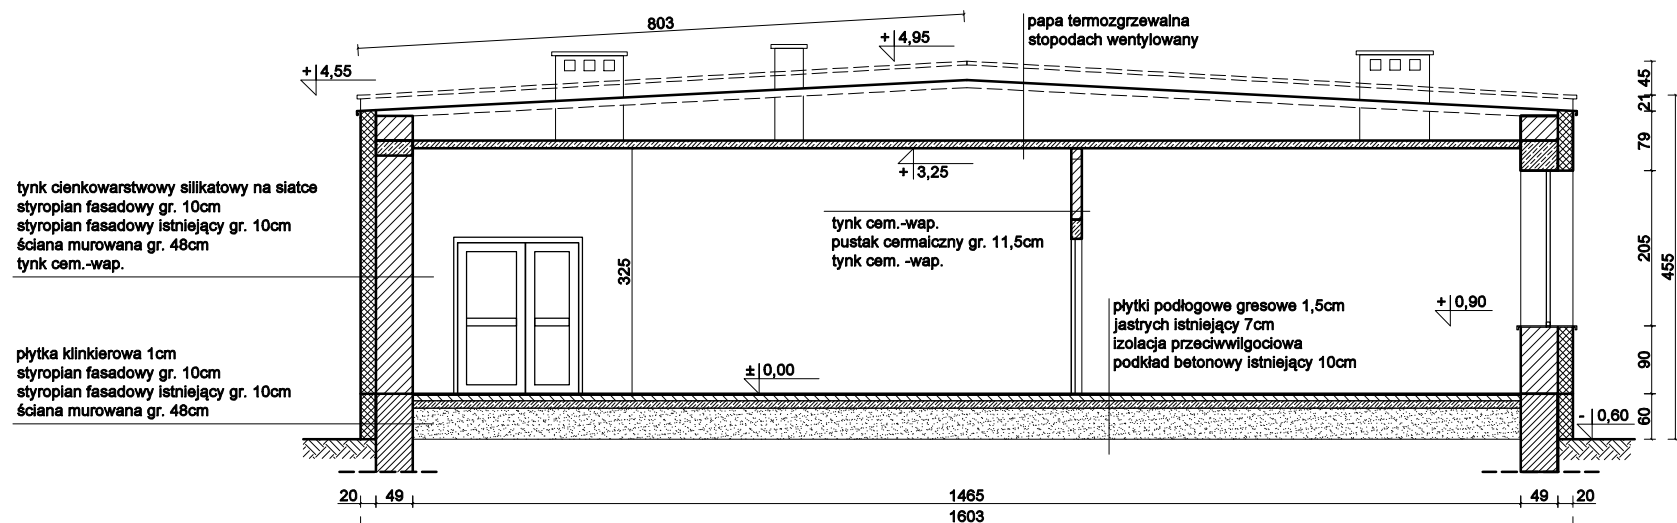 803
+4,95
papa termozgrzewalna
stopodach wentylowany
+4,55
45
21
79
205
90
60
455
+3,25
tynk cienkowarstwowy silikatowy na siatce
styropian fasadowy gr. 10cm
styropian fasadowy istniejący gr. 10cm
ściana murowana gr. 48cm
tynk cem.-wap.
tynk cem.-wap.
pustak cermaiczny gr. 11,5cm
tynk cem. -wap.
325
+0,90
płytki podłogowe gresowe 1,5cm
jastrych istniejący 7cm
izolacja przeciwwilgociowa
podkład betonowy istniejący 10cm
płytka klinkierowa 1cm
styropian fasadowy gr. 10cm
styropian fasadowy istniejący gr. 10cm
ściana murowana gr. 48cm
±0,00
-0,60
20 49 1465 49 20
1603